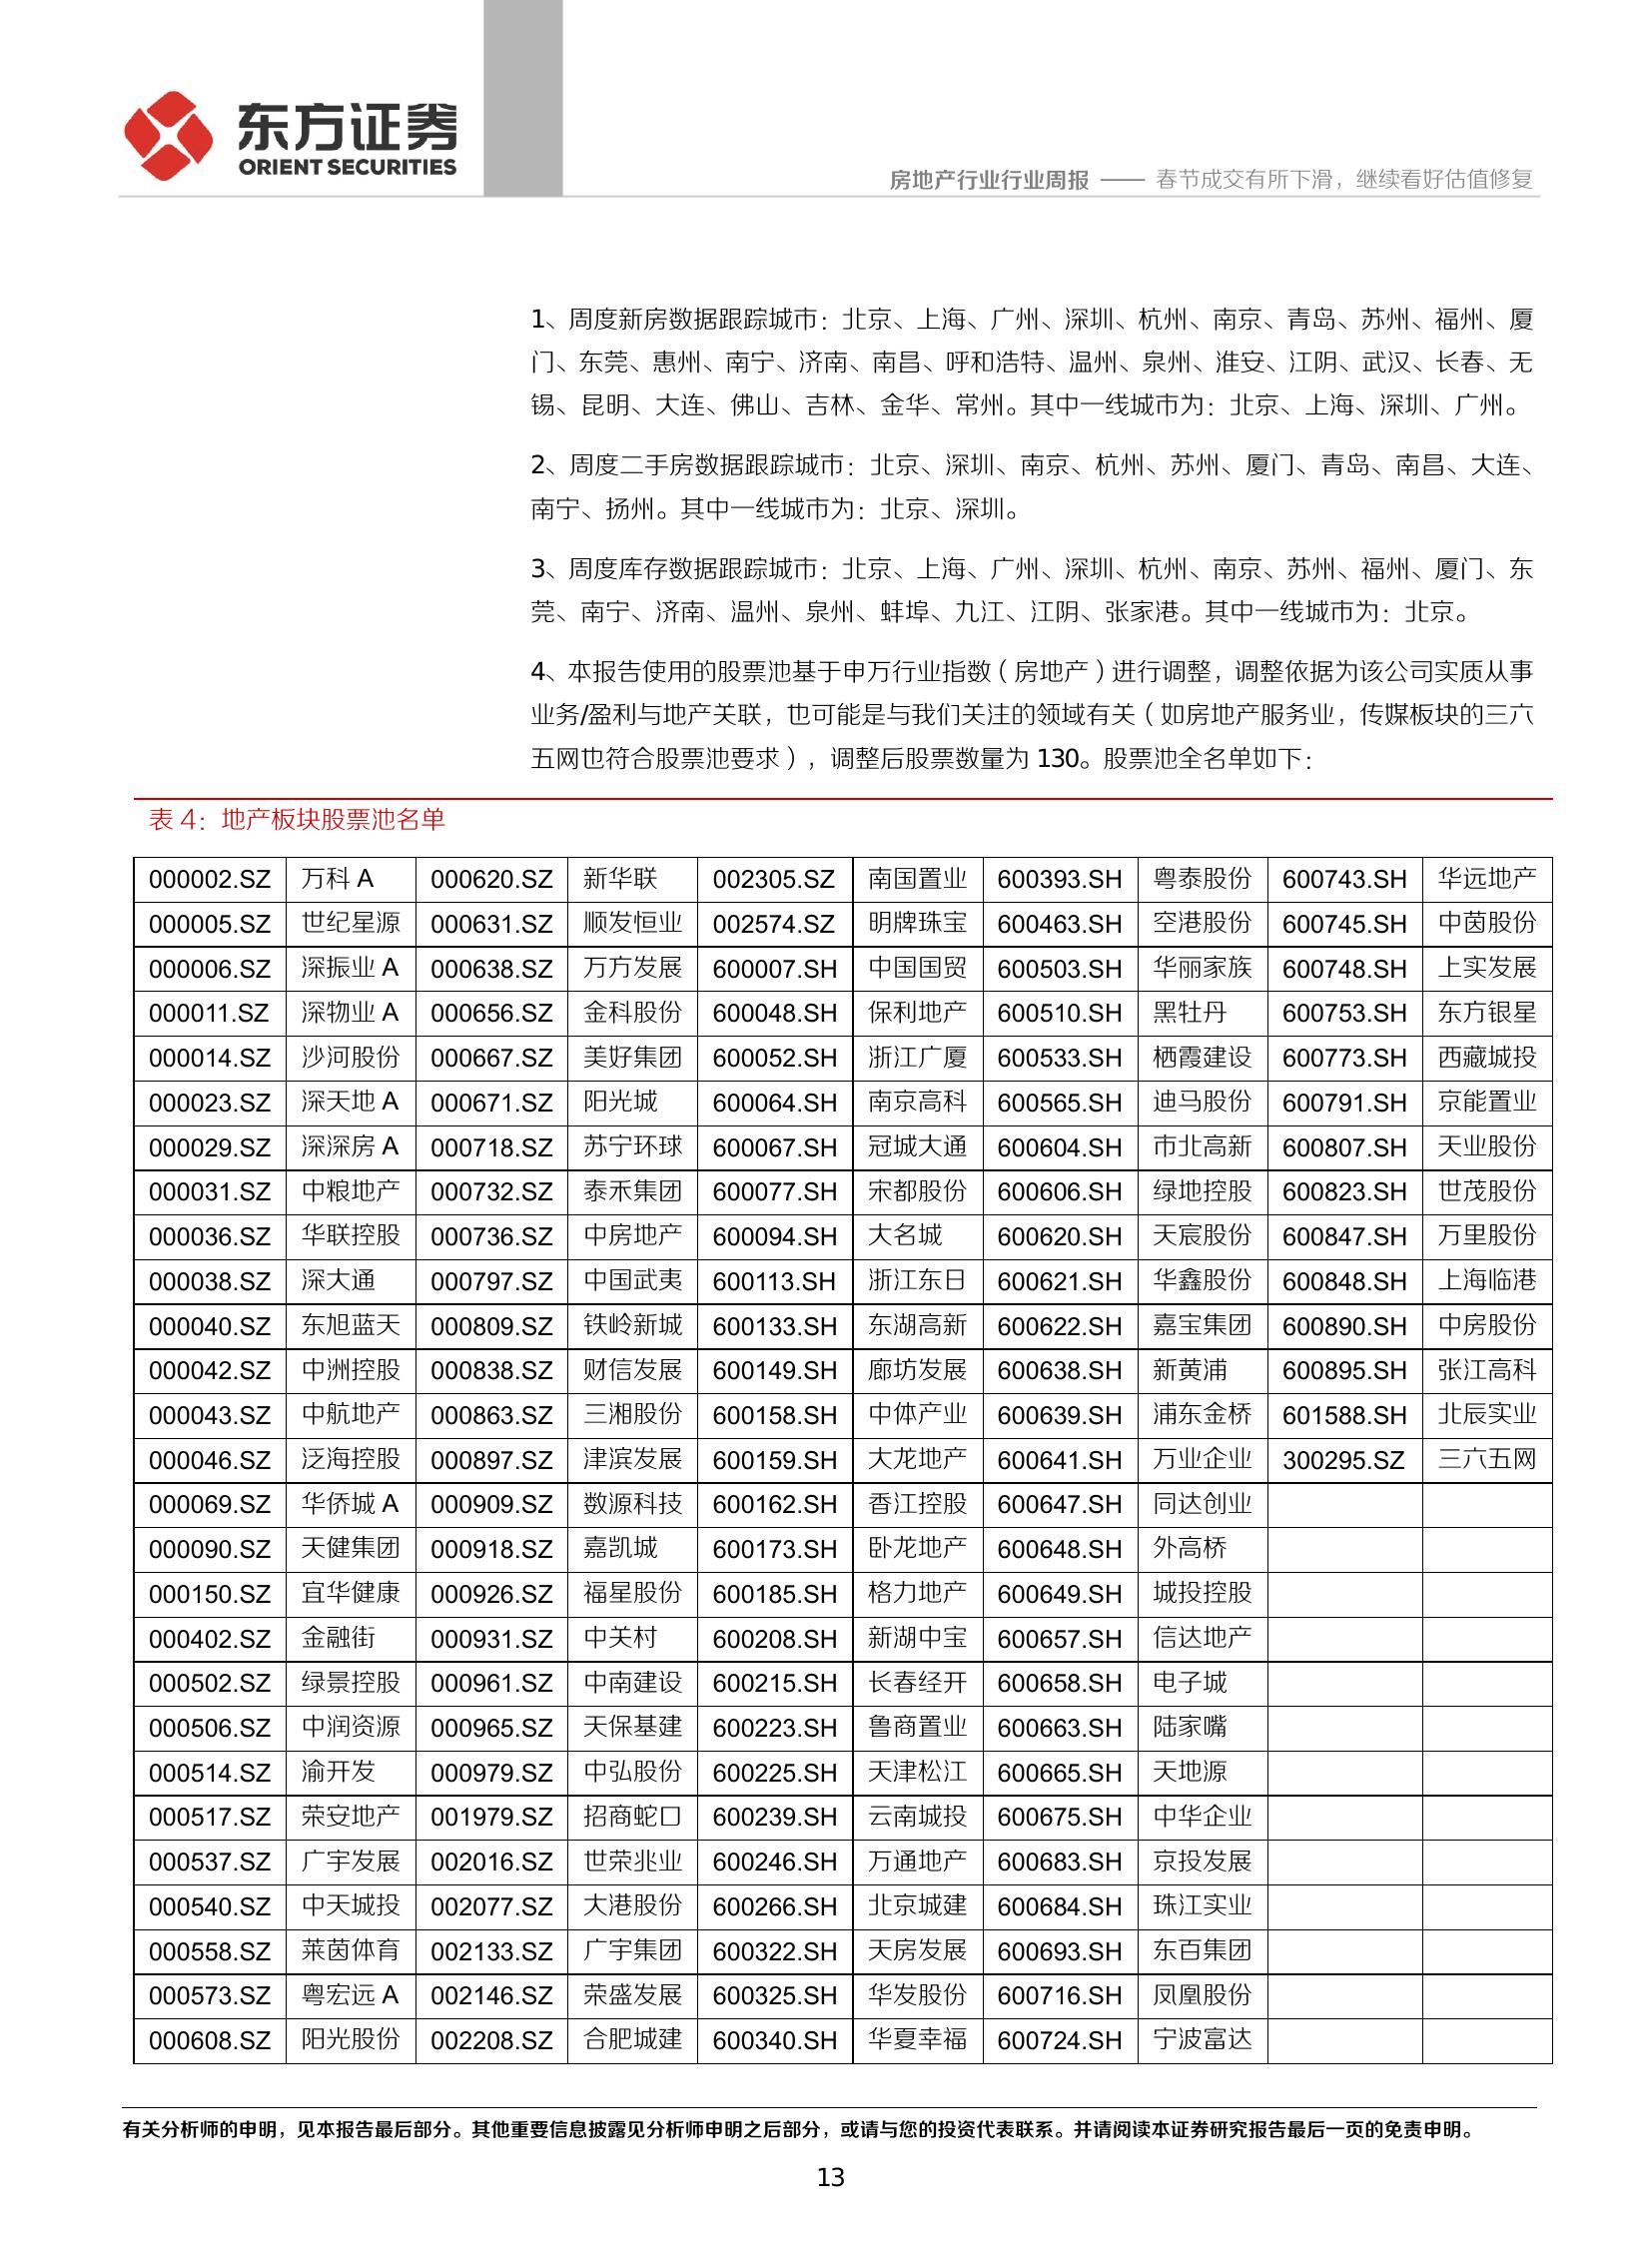 东方证券
ORIENT SECURITIES
房地产行业行业周报 —— 春节成交有所下滑，继续看好估值修复
1、周度新房数据跟踪城市：北京、上海、广州、深圳、杭州、南京、青岛、苏州、福州、厦
门、东莞、惠州、南宁、济南、南昌、呼和浩特、温州、泉州、淮安、江阴、武汉、长春、无
锡、昆明、大连、佛山、吉林、金华、常州。其中一线城市为：北京、上海、深圳、广州。
2、周度二手房数据跟踪城市：北京、深圳、南京、杭州、苏州、厦门、青岛、南昌、大连、
南宁、扬州。其中一线城市为：北京、深圳。
3、周度库存数据跟踪城市：北京、上海、广州、深圳、杭州、南京、苏州、福州、厦门、东
莞、南宁、济南、温州、泉州、蚌埠、九江、江阴、张家港。其中一线城市为：北京。
4、本报告使用的股票池基于申万行业指数（房地产）进行调整，调整依据为该公司实质从事
业务/盈利与地产关联，也可能是与我们关注的领域有关（如房地产服务业，传媒板块的三六
五网也符合股票池要求），调整后股票数量为 130。股票池全名单如下：
表 4：地产板块股票池名单
000002.SZ 万科 A 000620.SZ 新华联 002305.SZ 南国置业 600393.SH 粤泰股份 600743.SH 华远地产
000005.SZ 世纪星源 000631.SZ 顺发恒业 002574.SZ 明牌珠宝 600463.SH 空港股份 600745.SH 中茵股份
000006.SZ 深振业 A 000638.SZ 万方发展 600007.SH 中国国贸 600503.SH 华丽家族 600748.SH 上实发展
000011.SZ 深物业 A 000656.SZ 金科股份 600048.SH 保利地产 600510.SH 黑牡丹 600753.SH 东方银星
000014.SZ 沙河股份 000667.SZ 美好集团 600052.SH 浙江广厦 600533.SH 栖霞建设 600773.SH 西藏城投
000023.SZ 深天地 A 000671.SZ 阳光城 600064.SH 南京高科 600565.SH 迪马股份 600791.SH 京能置业
000029.SZ 深深房 A 000718.SZ 苏宁环球 600067.SH 冠城大通 600604.SH 市北高新 600807.SH 天业股份
000031.SZ 中粮地产 000732.SZ 泰禾集团 600077.SH 宋都股份 600606.SH 绿地控股 600823.SH 世茂股份
000036.SZ 华联控股 000736.SZ 中房地产 600094.SH 大名城 600620.SH 天宸股份 600847.SH 万里股份
000038.SZ 深大通 000797.SZ 中国武夷 600113.SH 浙江东日 600621.SH 华鑫股份 600848.SH 上海临港
000040.SZ 东旭蓝天 000809.SZ 铁岭新城 600133.SH 东湖高新 600622.SH 嘉宝集团 600890.SH 中房股份
000042.SZ 中洲控股 000838.SZ 财信发展 600149.SH 廊坊发展 600638.SH 新黄浦 600895.SH 张江高科
000043.SZ 中航地产 000863.SZ 三湘股份 600158.SH 中体产业 600639.SH 浦东金桥 601588.SH 北辰实业
000046.SZ 泛海控股 000897.SZ 津滨发展 600159.SH 大龙地产 600641.SH 万业企业 300295.SZ 三六五网
000069.SZ 华侨城 A 000909.SZ 数源科技 600162.SH 香江控股 600647.SH 同达创业
000090.SZ 天健集团 000918.SZ 嘉凯城 600173.SH 卧龙地产 600648.SH 外高桥
000150.SZ 宜华健康 000926.SZ 福星股份 600185.SH 格力地产 600649.SH 城投控股
000402.SZ 金融街 000931.SZ 中关村 600208.SH 新湖中宝 600657.SH 信达地产
000502.SZ 绿景控股 000961.SZ 中南建设 600215.SH 长春经开 600658.SH 电子城
000506.SZ 中润资源 000965.SZ 天保基建 600223.SH 鲁商置业 600663.SH 陆家嘴
000514.SZ 渝开发 000979.SZ 中弘股份 600225.SH 天津松江 600665.SH 天地源
000517.SZ 荣安地产 001979.SZ 招商蛇口 600239.SH 云南城投 600675.SH 中华企业
000537.SZ 广宇发展 002016.SZ 世荣兆业 600246.SH 万通地产 600683.SH 京投发展
000540.SZ 中天城投 002077.SZ 大港股份 600266.SH 北京城建 600684.SH 珠江实业
000558.SZ 莱茵体育 002133.SZ 广宇集团 600322.SH 天房发展 600693.SH 东百集团
000573.SZ 粤宏远 A 002146.SZ 荣盛发展 600325.SH 华发股份 600716.SH 凤凰股份
000608.SZ 阳光股份 002208.SZ 合肥城建 600340.SH 华夏幸福 600724.SH 宁波富达
有关分析师的申明，见本报告最后部分。其他重要信息披露见分析师申明之后部分，或请与您的投资代表联系。并请阅读本证券研究报告最后一页的免责申明。
13